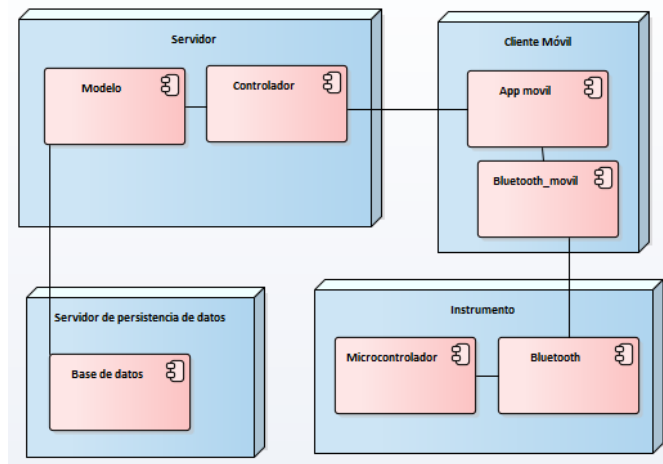 Servidor
Modelo
Controlador
Cliente Móvil
App movil
Bluetooth_movil
Servidor de persistencia de datos
Base de datos
Instrumento
Microcontrolador
Bluetooth